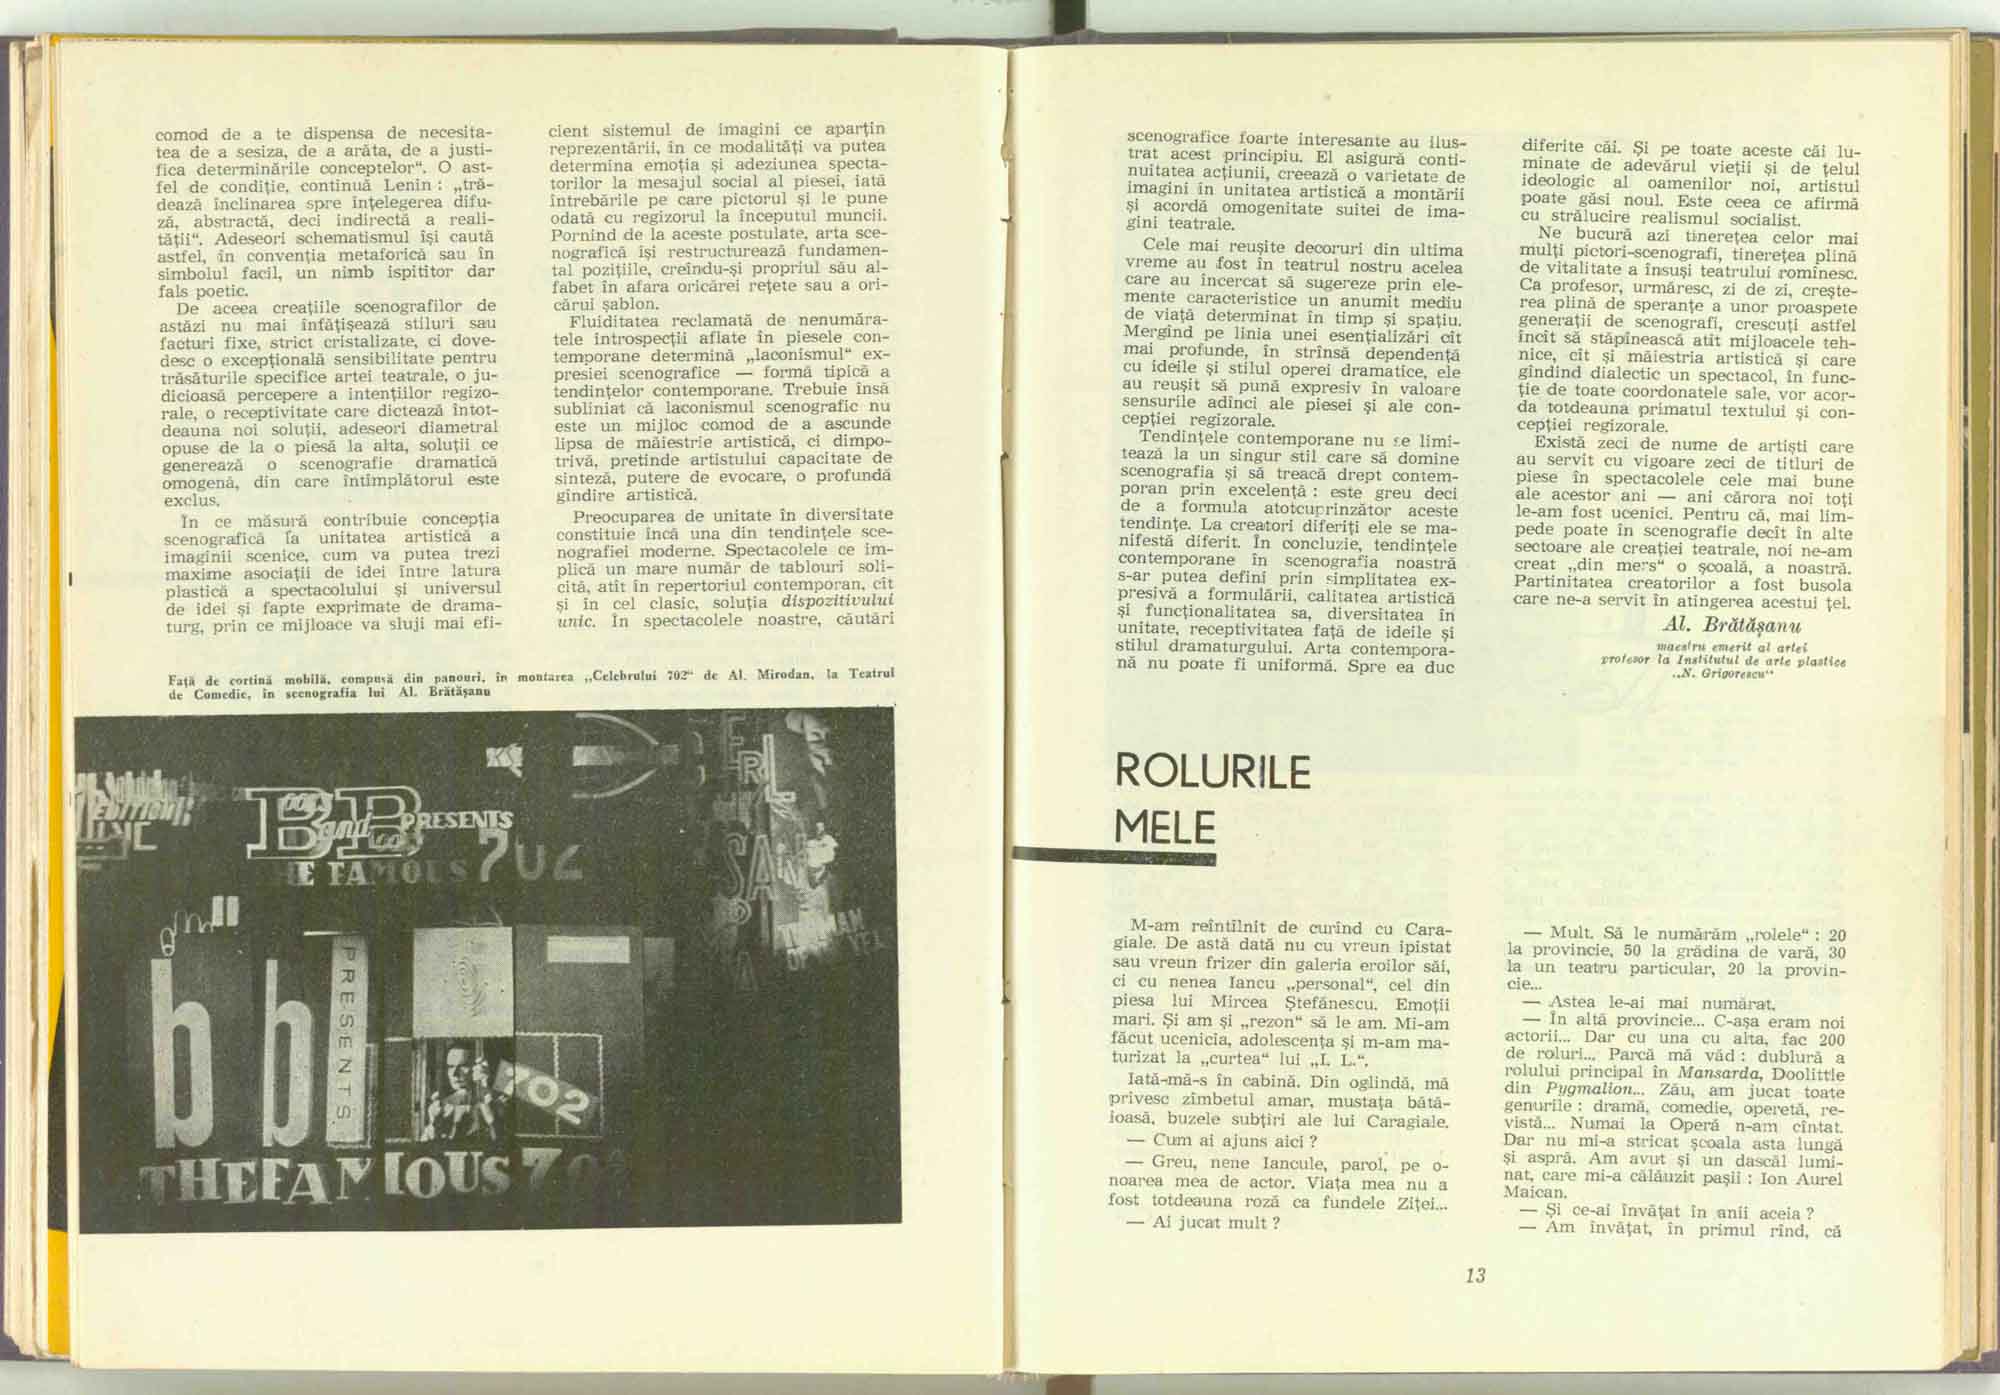 comod de a te dispensa de necesita-
tea de a sesiza, de a arăta, de a justi-
fica determinările conceptelor“. O ast-
fel de condiție, continuă Lenin : „tră-
dează înclinarea spre înțelegerea difu-
ză, abstractă, deci indirectă a reali-
tății“. Adeseori schematismul își caută
astfel, în convenția metaforică sau în
simbolul facil, un nimb ispititor dar
fals poetic.
De aceea creațiile scenografilor de
astăzi nu mai înfățișează stiluri sau
facturi fixe, strict cristalizate, ci dove-
desc o excepțională sensibilitate pentru
trăsăturile specifice artei teatrale, o ju-
dicioasă percepere a intențiilor regizo-
rale, o receptivitate care dictează întot-
deauna noi soluții, adeseori diametral
opuse de la o piesă la alta, soluții ce
generează o scenografie dramatică
omogenă, din care întîmplătorul este
exclus.
În ce măsură contribuie concepția
scenografică la unitatea artistică a
imaginii scenice, cum va putea trezi
maxime asociații de idei între latura
plastică a spectacolului și universul
de idei și fapte exprimate de drama-
turg, prin ce mijloace va sluji mai efi-
cient sistemul de imagini ce aparțin
reprezentării, în ce modalități va putea
determina emoția și adeziunea specta-
torilor la mesajul social al piesei, iată
întrebările pe care pictorul și le pune
odată cu regizorul la începutul muncii.
Pornind de la aceste postulate, arta sce-
nografică își restructurează fundamen-
tal pozițiile, creîndu-și propriul său al-
fabet în afara oricărei rețete sau a ori-
cărui șablon.
Fluiditatea reclamată de nenumăra-
tele introspecții aflate în piesele con-
temporane determină „laconismul“ ex-
presiei scenografice — formă tipică a
tendințelor contemporane. Trebuie însă
subliniat că laconismul scenografic nu
este un mijloc comod de a ascunde
lipsa de măiestrie artistică, ci dimpo-
trivă, pretinde artistului capacitate de
sinteză, putere de evocare, o profundă
gîndire artistică.
Preocuparea de unitate în diversitate
constituie încă una din tendințele sce-
nografiei moderne. Spectacolele ce im-
plică un mare număr de tablouri soli-
cită, atît în repertoriul contemporan, cît
și în cel clasic, soluția dispozitivului
unic. În spectacolele noastre, căutări
Față de cortină mobilă, compusă din panouri, în montarea „Celebrului 702“ de Al. Mirodan, la Teatrul
de Comedie, în scenografia lui Al. Brătășanu
EDITION
B and B PRESENTS
HE FAMOUS 702
SAN
b b
PRESENTS
702
THE FAMIOUS 702
scenografice foarte interesante au ilus-
trat acest principiu. El asigură conti-
nuitatea acțiunii, creează o varietate de
imagini în unitatea artistică a montării
și acordă omogenitate suitei de ima-
gini teatrale.
Cele mai reușite decoruri din ultima
vreme au fost în teatrul nostru acelea
care au încercat să sugereze prin ele-
mente caracteristice un anumit mediu
de viață determinat în timp și spațiu.
Mergînd pe linia unei esențializări cît
mai profunde, în strînsă dependență
cu ideile și stilul operei dramatice, ele
au reușit să pună expresiv în valoare
sensurile adînci ale piesei și ale con-
cepției regizorale.
Tendințele contemporane nu se limi-
tează la un singur stil care să domine
scenografia și să treacă drept contem-
poran prin excelență : este greu deci
de a formula atotcuprinzător aceste
tendințe. La creatori diferiți ele se ma-
nifestă diferit. În concluzie, tendințele
contemporane în scenografia noastră
s-ar putea defini prin simplitatea ex-
presivă a formulării, calitatea artistică
și funcționalitatea sa, diversitatea în
unitate, receptivitatea față de ideile și
stilul dramaturgului. Arta contempora-
nă nu poate fi uniformă. Spre ea duc
diferite căi. Și pe toate aceste căi lu-
minate de adevărul vieții și de țelul
ideologic al oamenilor noi, artistul
poate găsi noul. Este ceea ce afirmă
cu strălucire realismul socialist.
Ne bucură azi tinerețea celor mai
mulți pictori-scenografi, tinerețea plină
de vitalitate a însuși teatrului romînesc.
Ca profesor, urmăresc, zi de zi, crește-
rea plină de speranțe a unor proaspete
generații de scenografi, crescuți astfel
încît să stăpînească atît mijloacele teh-
nice, cît și măiestria artistică și care
gîndind dialectic un spectacol, în func-
ție de toate coordonatele sale, vor acor-
da totdeauna primatul textului și con-
cepției regizorale.
Există zeci de nume de artiști care
au servit cu vigoare zeci de titluri de
piese în spectacolele cele mai bune
ale acestor ani — ani cărora noi toți
le-am fost ucenici. Pentru că, mai lim-
pede poate în scenografie decît în alte
sectoare ale creației teatrale, noi ne-am
creat „din mers“ o școală, a noastră.
Partinitatea creatorilor a fost busola
care ne-a servit în atingerea acestui țel.
Al. Brătășanu
maestru emerit al artei
profesor la Institutul de arte plastice
„N. Grigorescu“
ROLURILE
MELE
M-am reîntîlnit de curînd cu Cara-
giale. De astă dată nu cu vreun ipistat
sau vreun frizer din galeria eroilor săi,
ci cu nenea Iancu „personal“, cel din
piesa lui Mircea Ștefănescu. Emoții
mari. Și am și „rezon“ să le am. Mi-am
făcut ucenicia, adolescența și m-am ma-
turizat la „curtea“ lui „I. L.“.
Iată-mă-s în cabină. Din oglindă, mă
privesc zîmbetul amar, mustața bătă-
ioasă, buzele subțiri ale lui Caragiale.
— Cum ai ajuns aici ?
— Greu, nene Iancule, parol, pe o-
noarea mea de actor. Viața mea nu a
fost totdeauna roză ca fundele Ziței...
— Ai jucat mult ?
— Mult. Să le numărăm „rolele“ : 20
la provincie, 50 la grădina de vară, 30
la un teatru particular, 20 la provin-
cie...
— Astea le-ai mai numărat.
— În altă provincie... C-așa eram noi
actorii... Dar cu una cu alta, fac 200
de roluri... Parcă mă văd : dublură a
rolului principal în Mansarda, Doolittle
din Pygmalion... Zău, am jucat toate
genurile : dramă, comedie, operetă, re-
vistă... Numai la Operă n-am cîntat.
Dar nu mi-a stricat școala asta lungă
și aspră. Am avut și un dascăl lumi-
nat, care mi-a călăuzit pașii : Ion Aurel
Maican.
— Și ce-ai învățat în anii aceia ?
— Am învățat, în primul rînd, că
13